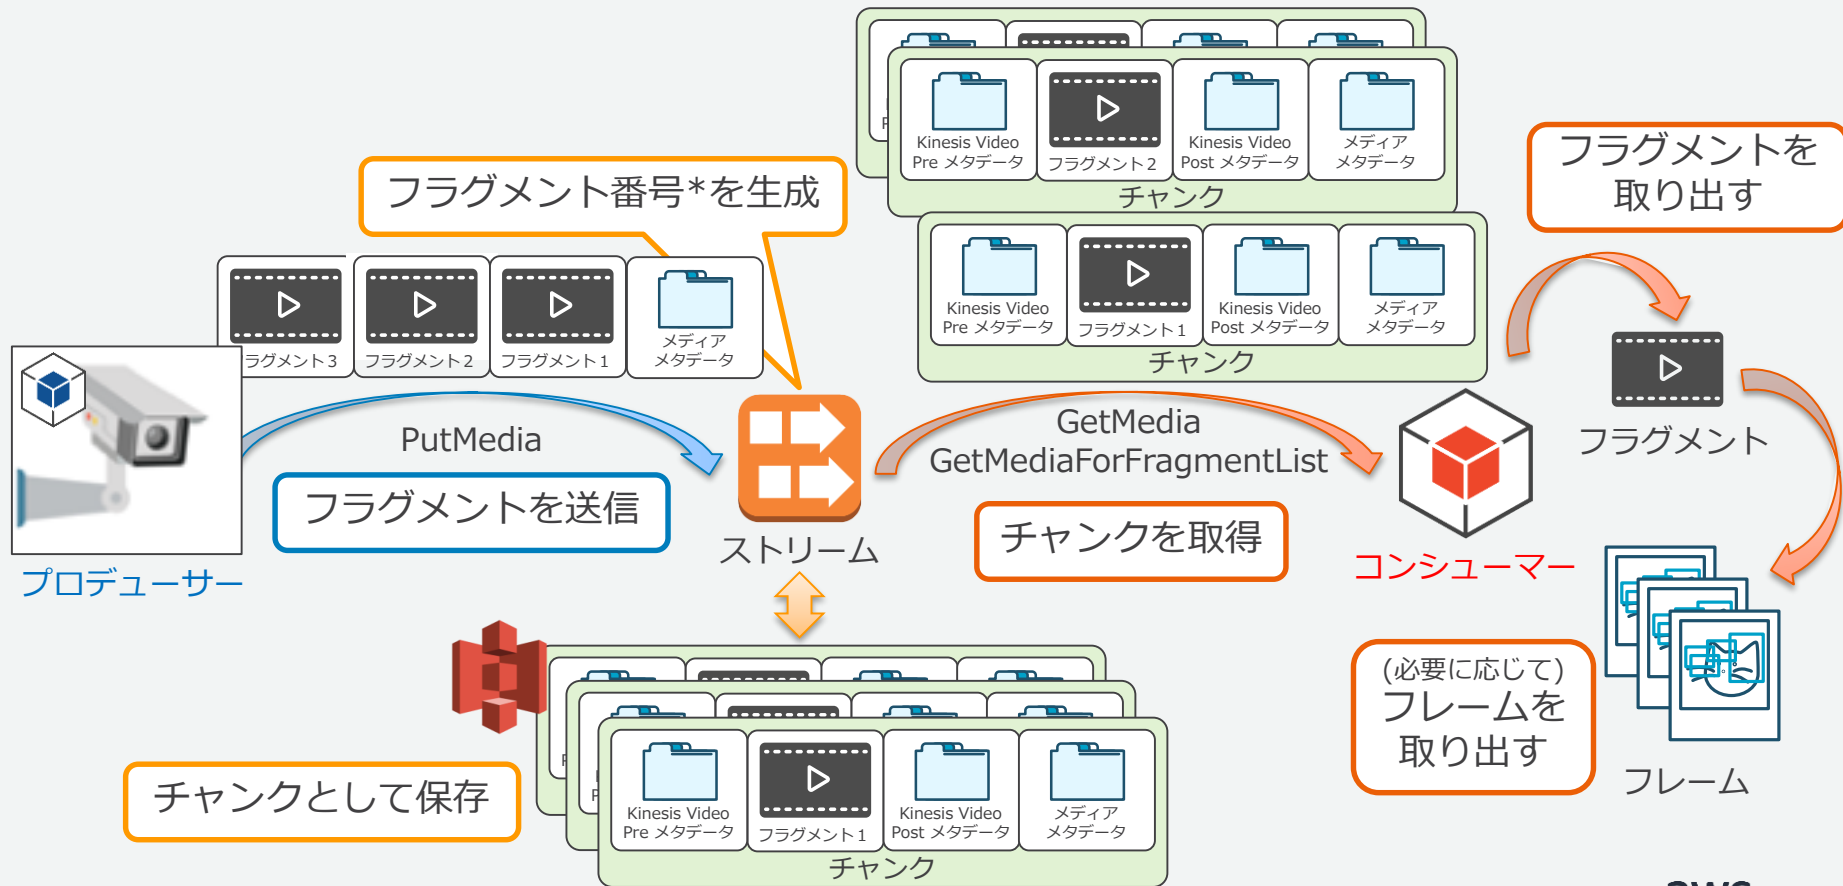 Kinesis Video
Pre メタデータ
フラグメント2
Kinesis Video
Post メタデータ
メディア
メタデータ
チャンク
フラグメントを
取り出す
フラグメント番号*を生成
Kinesis Video
Pre メタデータ
フラグメント1
Kinesis Video
Post メタデータ
メディア
メタデータ
チャンク
ラグメント3
フラグメント2
フラグメント1
メディア
メタデータ
PutMedia
フラグメントを送信
プロデューサー
ストリーム
GetMedia
GetMediaForFragmentList
チャンクを取得
コンシューマー
フラグメント
(必要に応じて)
フレームを
取り出す
フレーム
チャンクとして保存
Kinesis Video
Pre メタデータ
フラグメント1
Kinesis Video
Post メタデータ
メディア
メタデータ
チャンク
aws